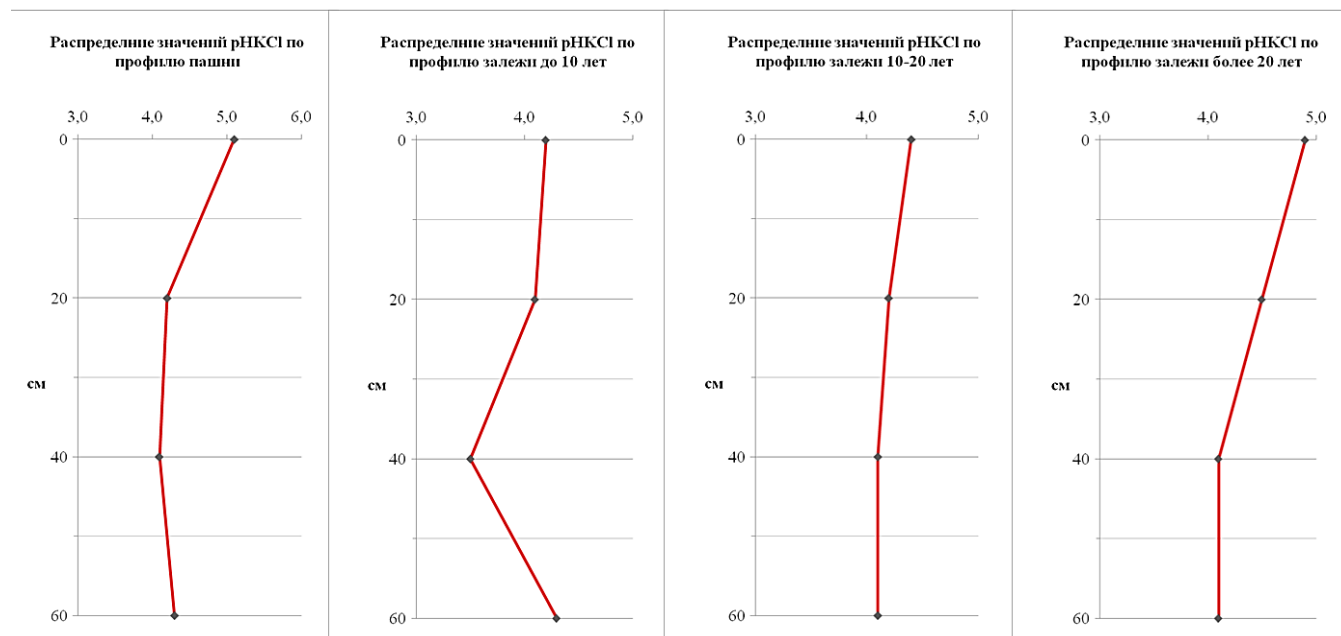 Распределние значений pHKCl по
профилю пашни
3,0 4,0 5,0 6,0
0
20
см
40
60
Распределние значений pHKCl по
профилю залежи до 10 лет
3,0 4,0 5,0
0
20
см
40
60
Распределние значений pHKCl по
профилю залежи 10-20 лет
3,0 4,0 5,0
0
20
см
40
60
Распределние значений pHKCl по
профилю залежи более 20 лет
3,0 4,0 5,0
0
20
см
40
60